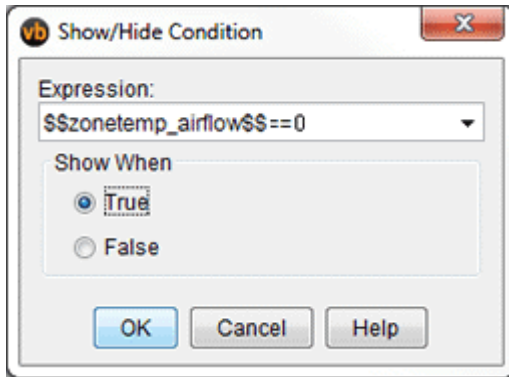 vb Show/Hide Condition
Expression:
$$zonetemp_airflow$$==0
Show When
True
False
OK Cancel Help